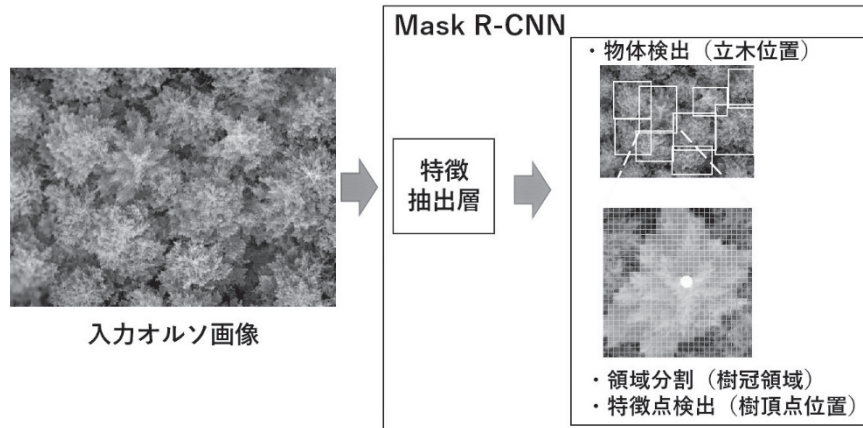 Mask R-CNN
・物体検出（立木位置）
特徴
抽出層
入力オルソ画像
・領域分割（樹冠領域）
・特徴点検出（樹頂点位置）